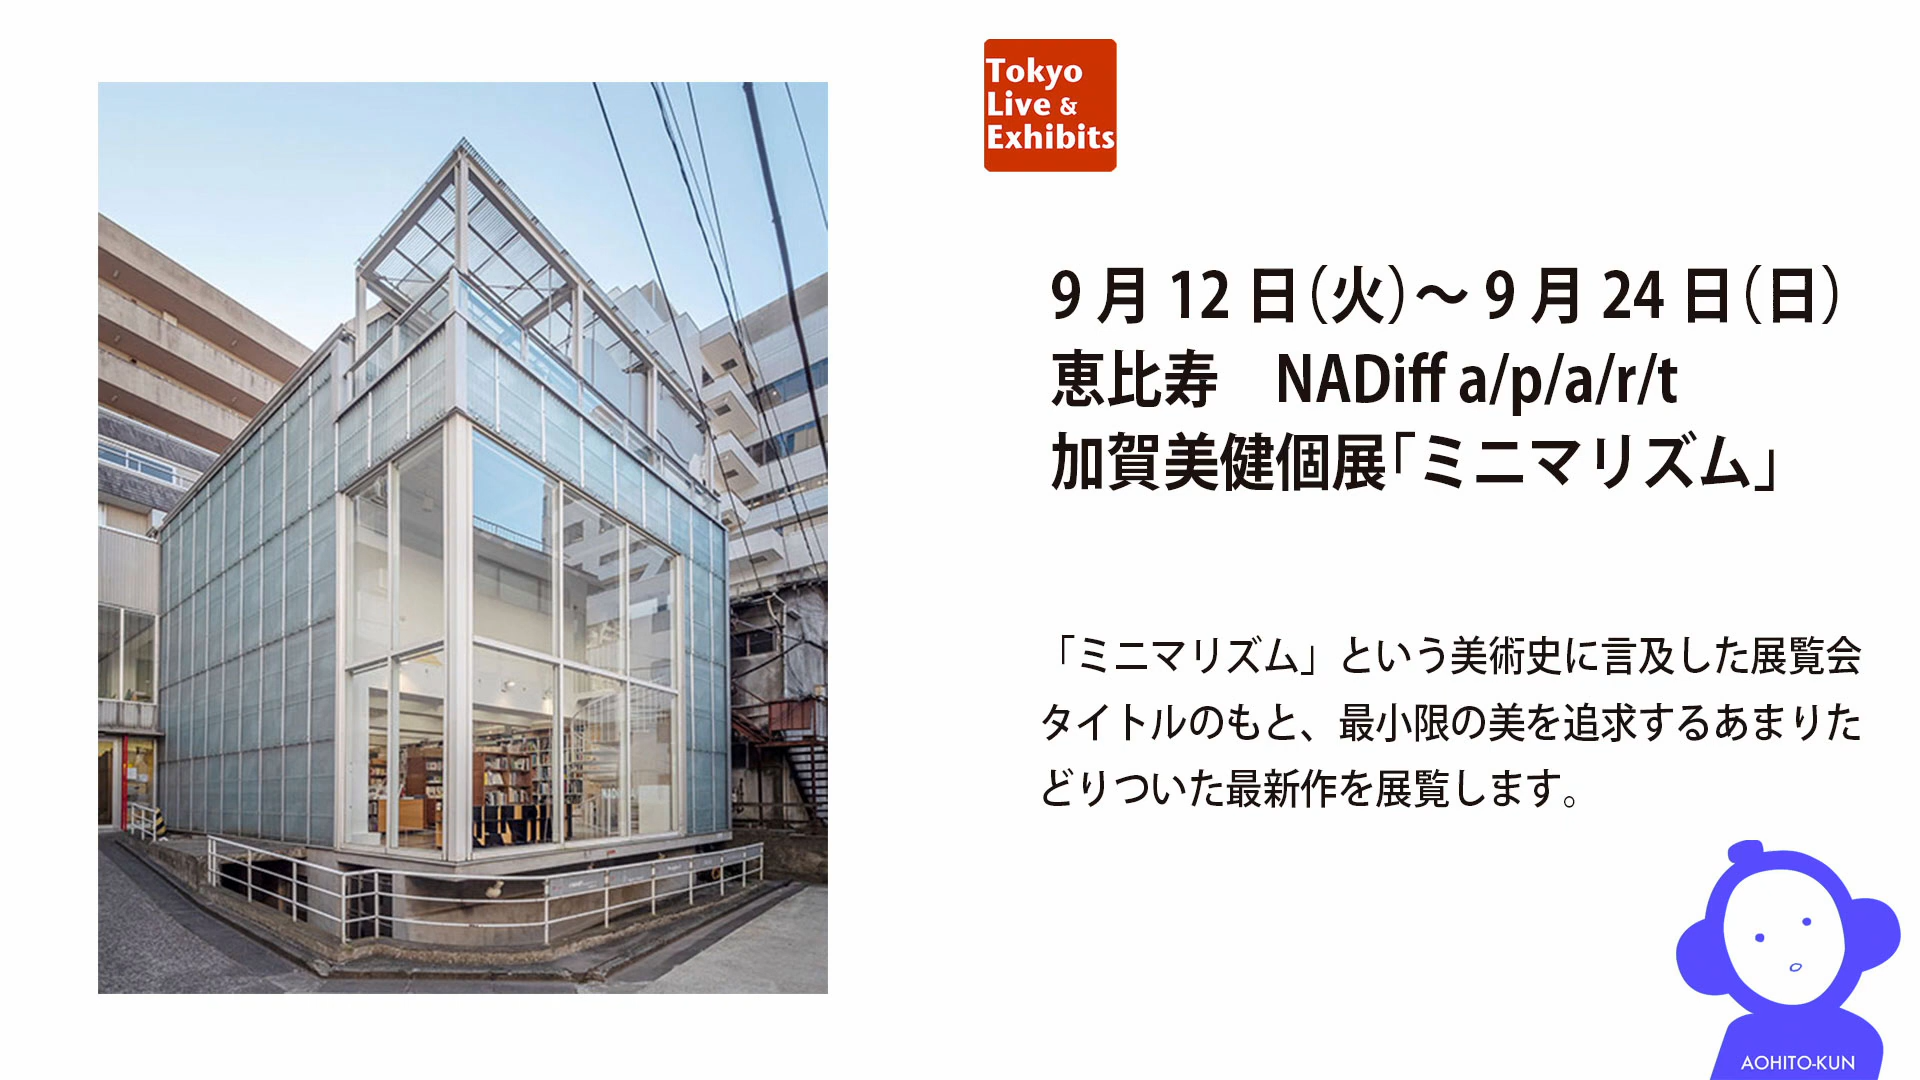 Tokyo
Live &
Exhibits
9月12日(火)〜9月24日(日)
恵比寿　NADiff a/p/a/r/t
加賀美健個展「ミニマリズム」
「ミニマリズム」という美術史に言及した展覧会
タイトルのもと、最小限の美を追求するあまりた
どりついた最新作を展覧します。
AOHITO-KUN